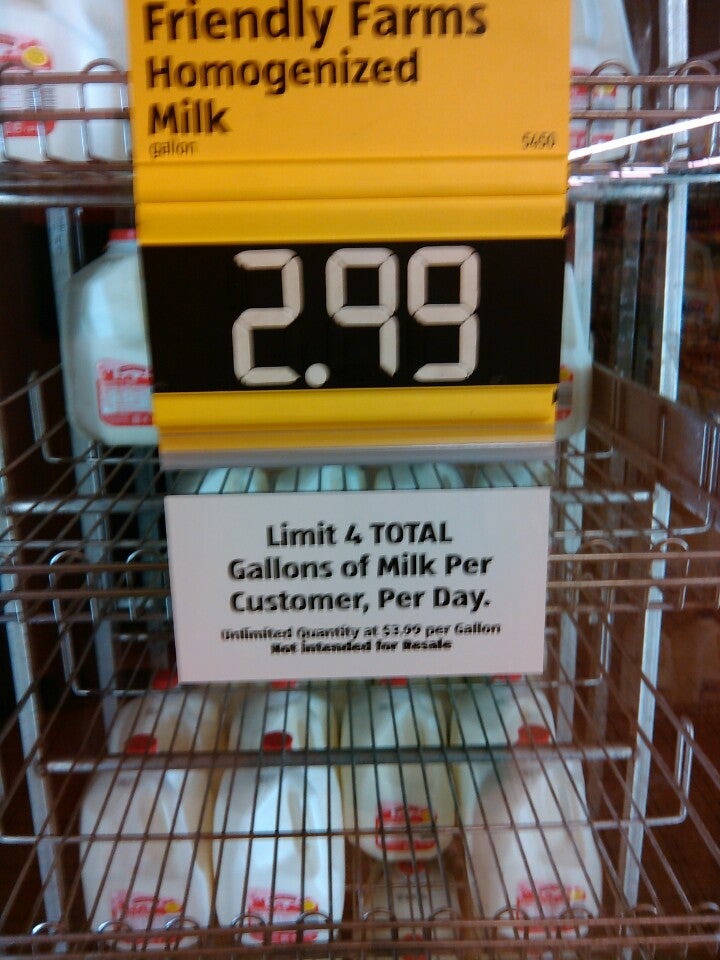 Friendly Farms
Homogenized
Milk
gallon 5460
2.99
Limit 4 TOTAL
Gallons of Milk Per
Customer, Per Day.
Unlimited Quantity at $3.99 per Gallon
Not intended for Resale